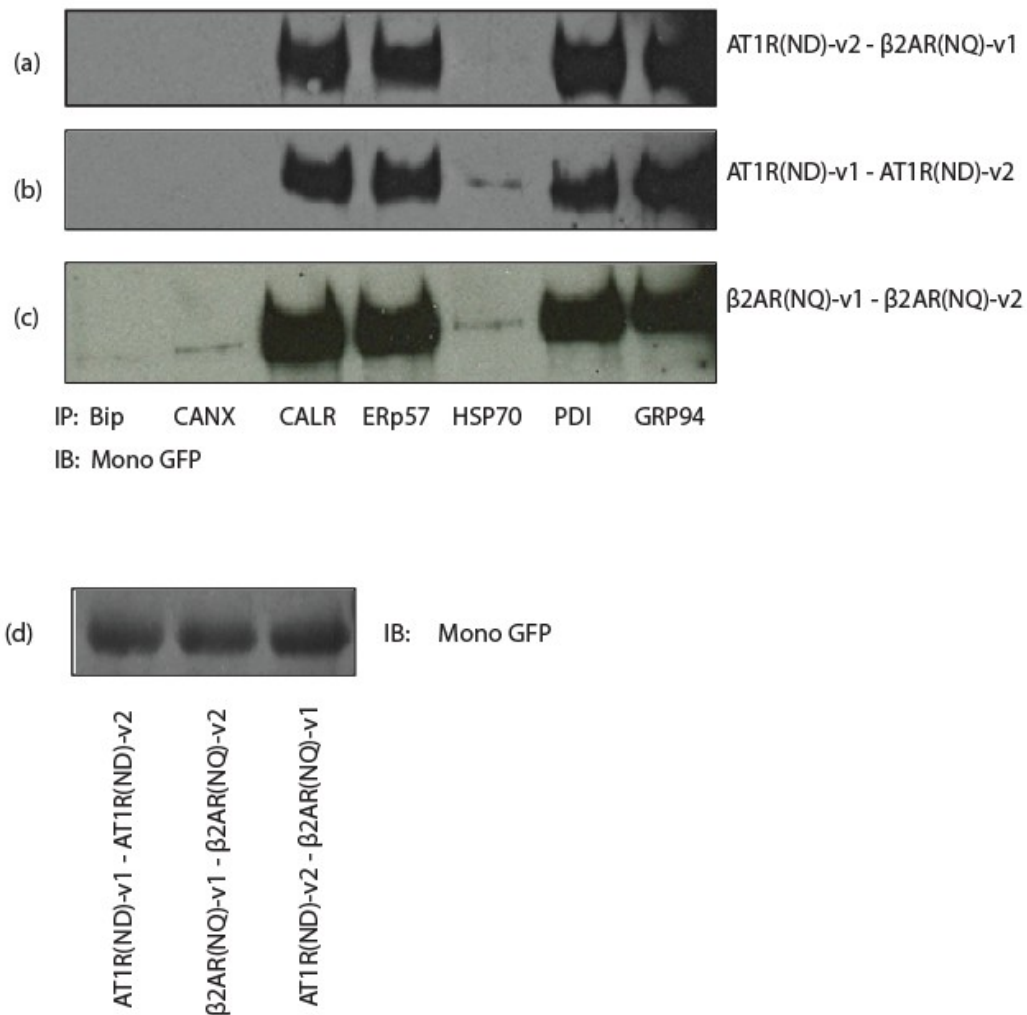 (a)
AT1R(ND)-v2 - β2AR(NQ)-v1
(b)
AT1R(ND)-v1 - AT1R(ND)-v2
(c)
β2AR(NQ)-v1 - β2AR(NQ)-v2
IP: Bip CANX CALR ERp57 HSP70 PDI GRP94
IB: Mono GFP
(d)
IB: Mono GFP
AT1R(ND)-v1 - AT1R(ND)-v2
β2AR(NQ)-v1 - β2AR(NQ)-v2
AT1R(ND)-v2 - β2AR(NQ)-v1